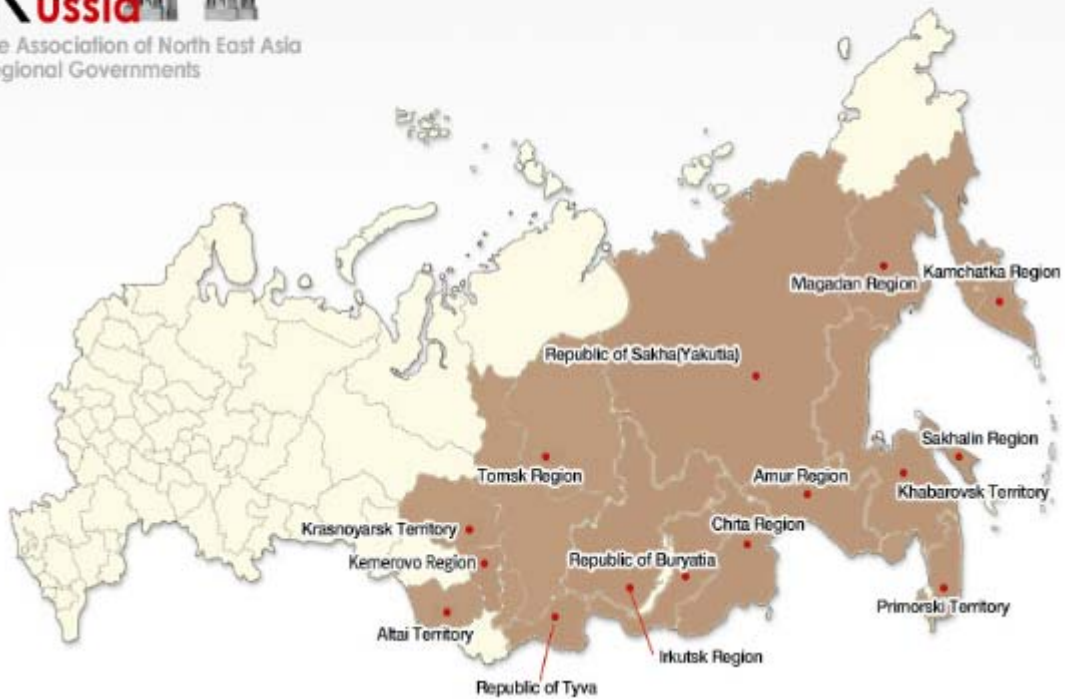 Russia
e Association of North East Asia
egional Governments
Magadan Region
Kamchatka Region
Republic of Sakha(Yakutia)
Sakhalin Region
Tomsk Region
Amur Region
Khabarovsk Territory
Krasnoyarsk Territory
Chita Region
Kemerovo Region
Republic of Buryatia
Primorski Territory
Altai Territory
Irkutsk Region
Republic of Tyva